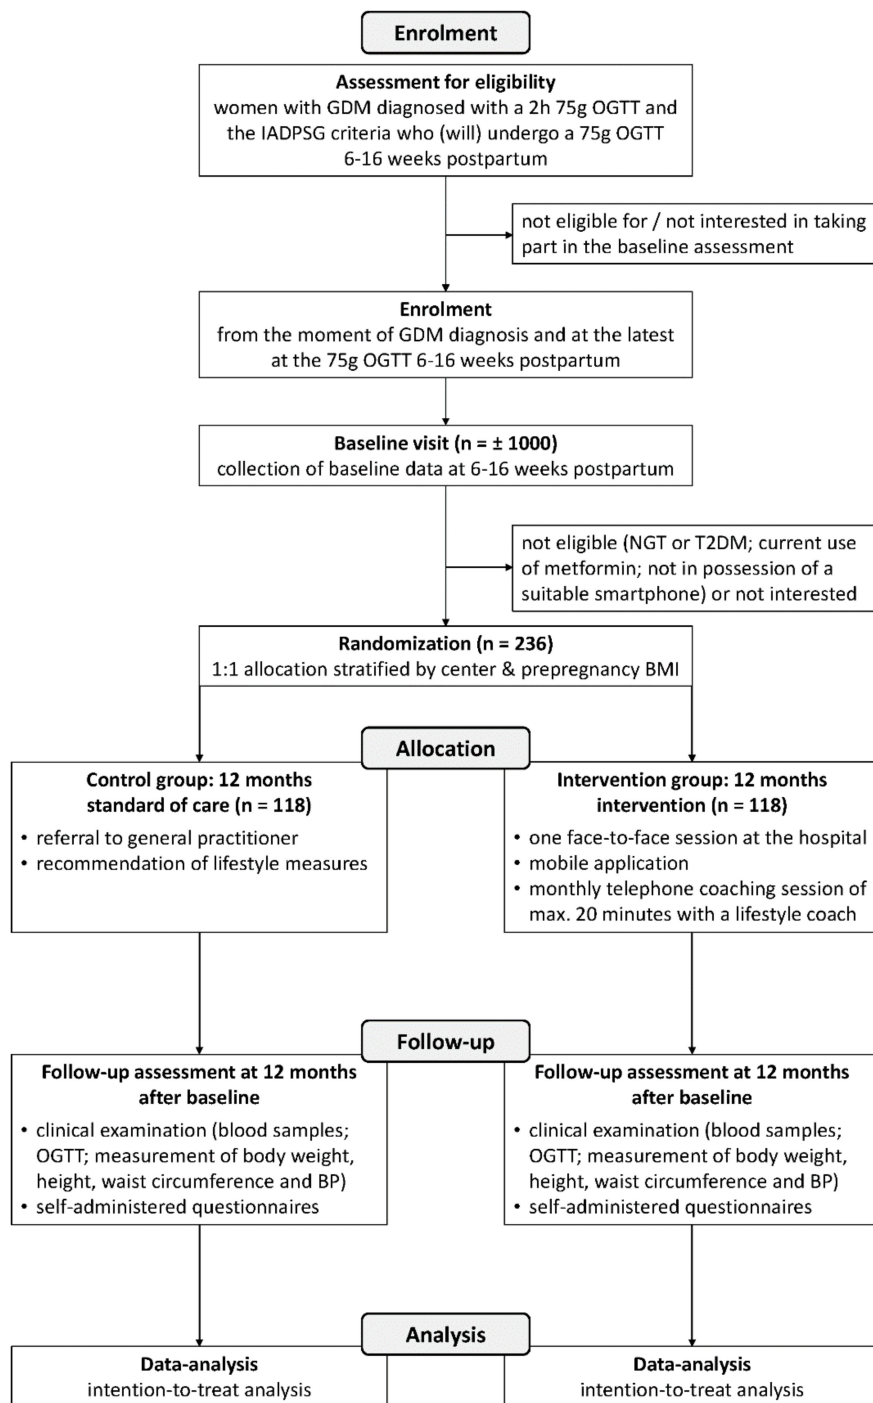 Enrolment
Assessment for eligibility
women with GDM diagnosed with a 2h 75g OGTT and
the IADPSG criteria who (will) undergo a 75g OGTT
6-16 weeks postpartum
not eligible for / not interested in taking
part in the baseline assessment
Enrolment
from the moment of GDM diagnosis and at the latest
at the 75g OGTT 6-16 weeks postpartum
Baseline visit (n = ± 1000)
collection of baseline data at 6-16 weeks postpartum
not eligible (NGT or T2DM; current use
of metformin; not in possession of a
suitable smartphone) or not interested
Randomization (n = 236)
1:1 allocation stratified by center & prepregnancy BMI
Allocation
Control group: 12 months
standard of care (n = 118)
• referral to general practitioner
• recommendation of lifestyle measures
Intervention group: 12 months
intervention (n = 118)
• one face-to-face session at the hospital
• mobile application
• monthly telephone coaching session of
max. 20 minutes with a lifestyle coach
Follow-up
Follow-up assessment at 12 months
after baseline
• clinical examination (blood samples;
OGTT; measurement of body weight,
height, waist circumference and BP)
• self-administered questionnaires
Follow-up assessment at 12 months
after baseline
• clinical examination (blood samples;
OGTT; measurement of body weight,
height, waist circumference and BP)
• self-administered questionnaires
Analysis
Data-analysis
intention-to-treat analysis
Data-analysis
intention-to-treat analysis